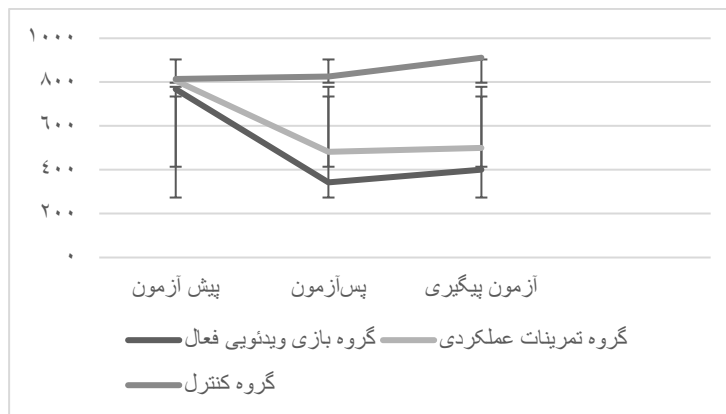 ۱۰۰۰
۸۰۰
۶۰۰
٤۰۰
۲۰۰
۰
پیش آزمون
پس‌آزمون
آزمون پیگیری
گروه بازی ویدئویی فعال
گروه تمرینات عملکردی
گروه کنترل